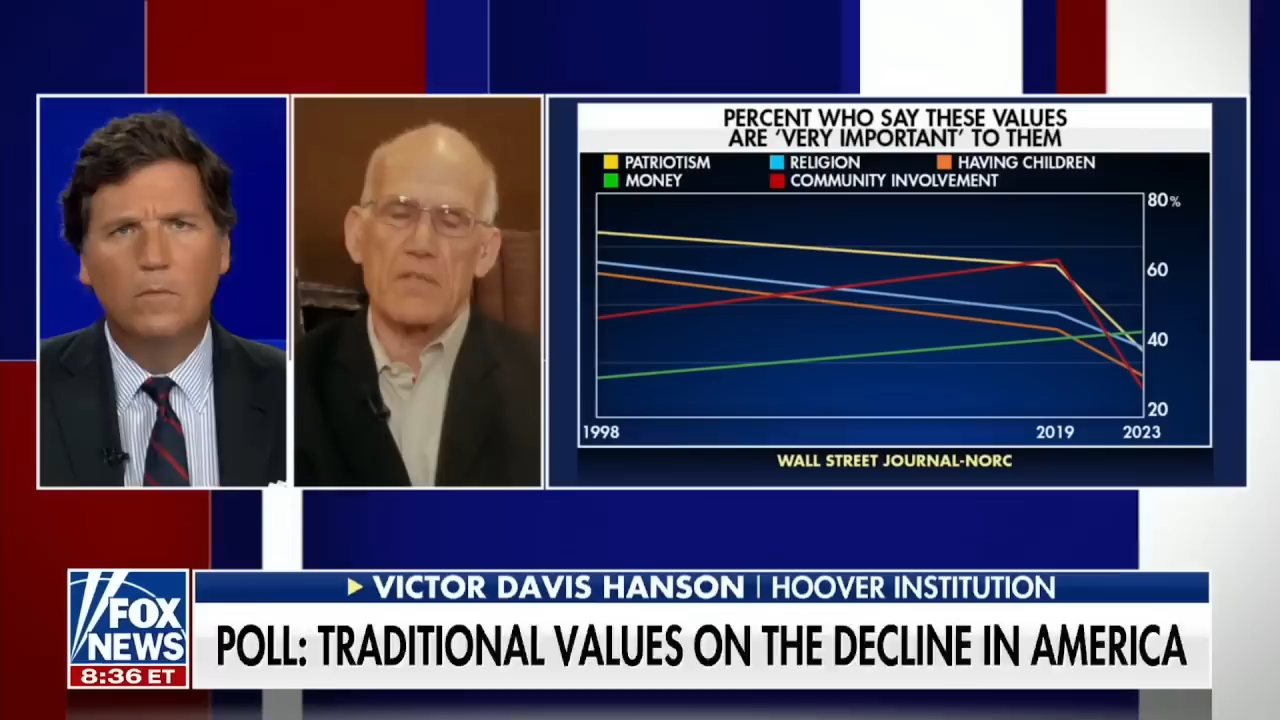 PERCENT WHO SAY THESE VALUES
ARE 'VERY IMPORTANT' TO THEM
PATRIOTISM RELIGION HAVING CHILDREN
MONEY COMMUNITY INVOLVEMENT
80%
60
40
20
1998 2019 2023
WALL STREET JOURNAL-NORC
VICTOR DAVIS HANSON | HOOVER INSTITUTION
FOX
NEWS
8:36 ET
POLL: TRADITIONAL VALUES ON THE DECLINE IN AMERICA